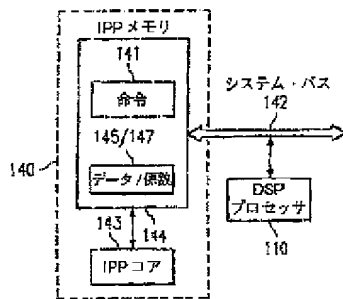 IPPメモリ
141
命令
145/147
データ/係数
143
144
IPPコア
140
システム・バス
142
DSP
プロセッサ
110